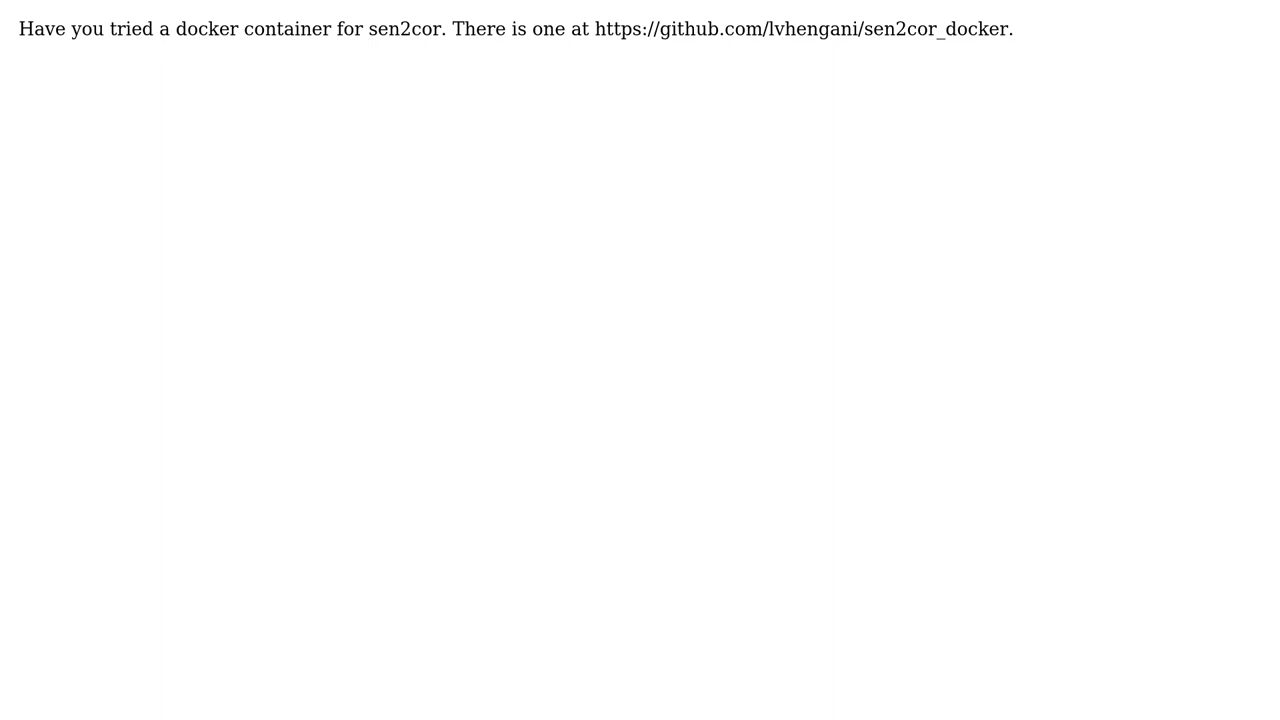 Have you tried a docker container for sen2cor. There is one at https://github.com/lvhengani/sen2cor_docker.